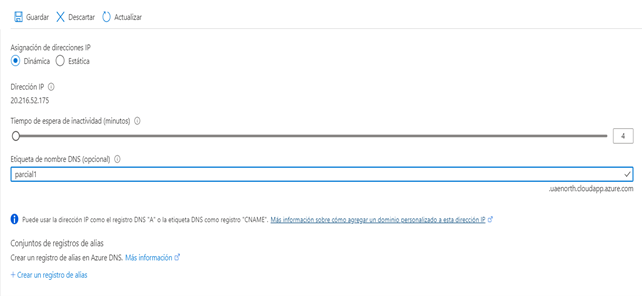 Guardar Descartar Actualizar
Asignación de direcciones IP
Dinámica Estática
Dirección IP
20.216.52.175
Tiempo de espera de inactividad (minutos)
4
Etiqueta de nombre DNS (opcional)
parcial1
.uaenorth.cloudapp.azure.com
Puede usar la dirección IP como el registro DNS "A" o la etiqueta DNS como registro "CNAME". Más información sobre cómo agregar un dominio personalizado a esta dirección IP
Conjuntos de registros de alias
Crear un registro de alias en Azure DNS. Más información
+ Crear un registro de alias